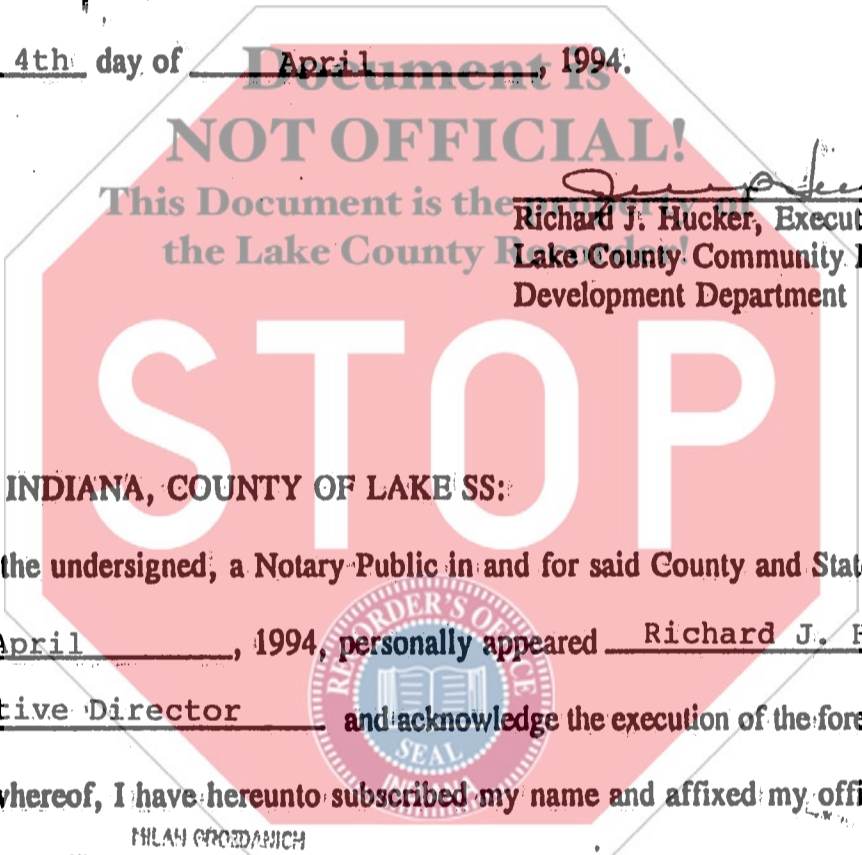 4th day of April, 1994.
Document is
NOT OFFICIAL!
This Document is the property of
the Lake County Recorder!
Richard J. Hucker, Execut
Lake County Community
Development Department
STOP
INDIANA, COUNTY OF LAKE SS:
the undersigned, a Notary Public in and for said County and Stat
April, 1994, personally appeared Richard J. H
tive Director and acknowledge the execution of the fore
RECORDER'S OFFICE
SEAL
INDIANA
whereof, I have hereunto subscribed my name and affixed my offi
MILAN GROZDANICH